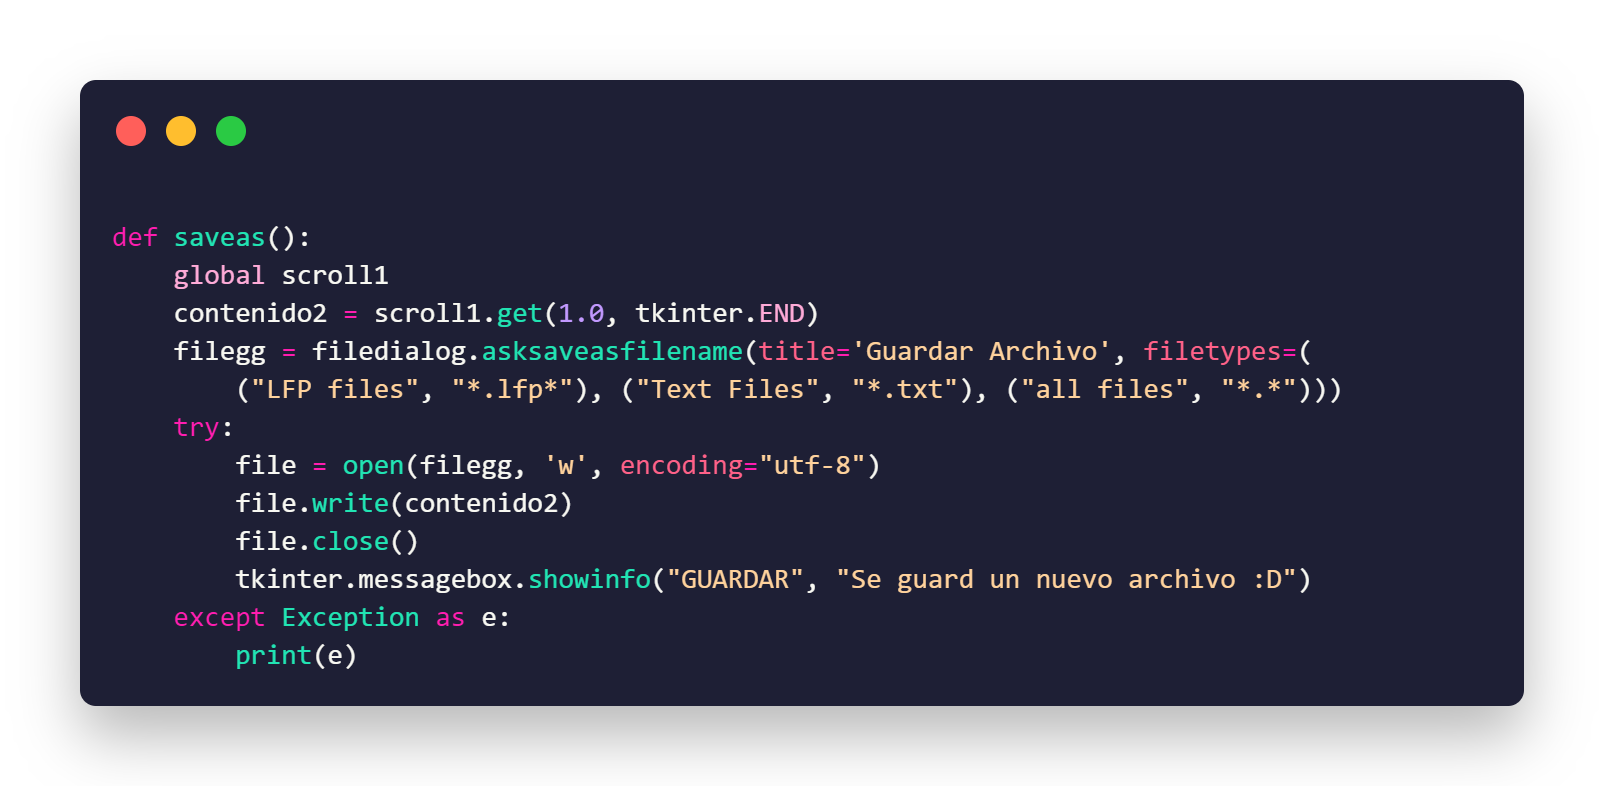 def saveas():
    global scroll1
    contenido2 = scroll1.get(1.0, tkinter.END)
    filegg = filedialog.asksaveasfilename(title='Guardar Archivo', filetypes=(
        ("LFP files", "*.lfp*"), ("Text Files", "*.txt"), ("all files", "*.*")))
    try:
        file = open(filegg, 'w', encoding="utf-8")
        file.write(contenido2)
        file.close()
        tkinter.messagebox.showinfo("GUARDAR", "Se guard un nuevo archivo :D")
    except Exception as e:
        print(e)